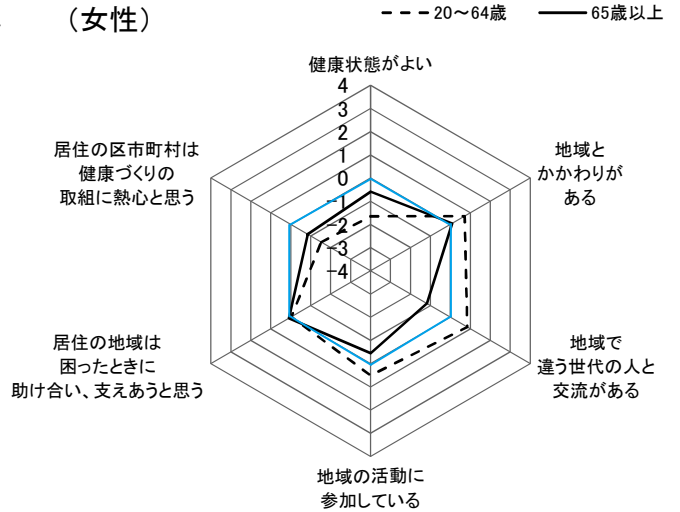 （女性）
20～64歳
65歳以上
健康状態がよい
4
3
2
1
0
-1
-2
-3
-4
地域と
かかわりが
ある
地域で
違う世代の人と
交流がある
地域の活動に
参加している
居住の地域は
困ったときに
助け合い、支えあうと思う
居住の区市町村は
健康づくりの
取組に熱心と思う